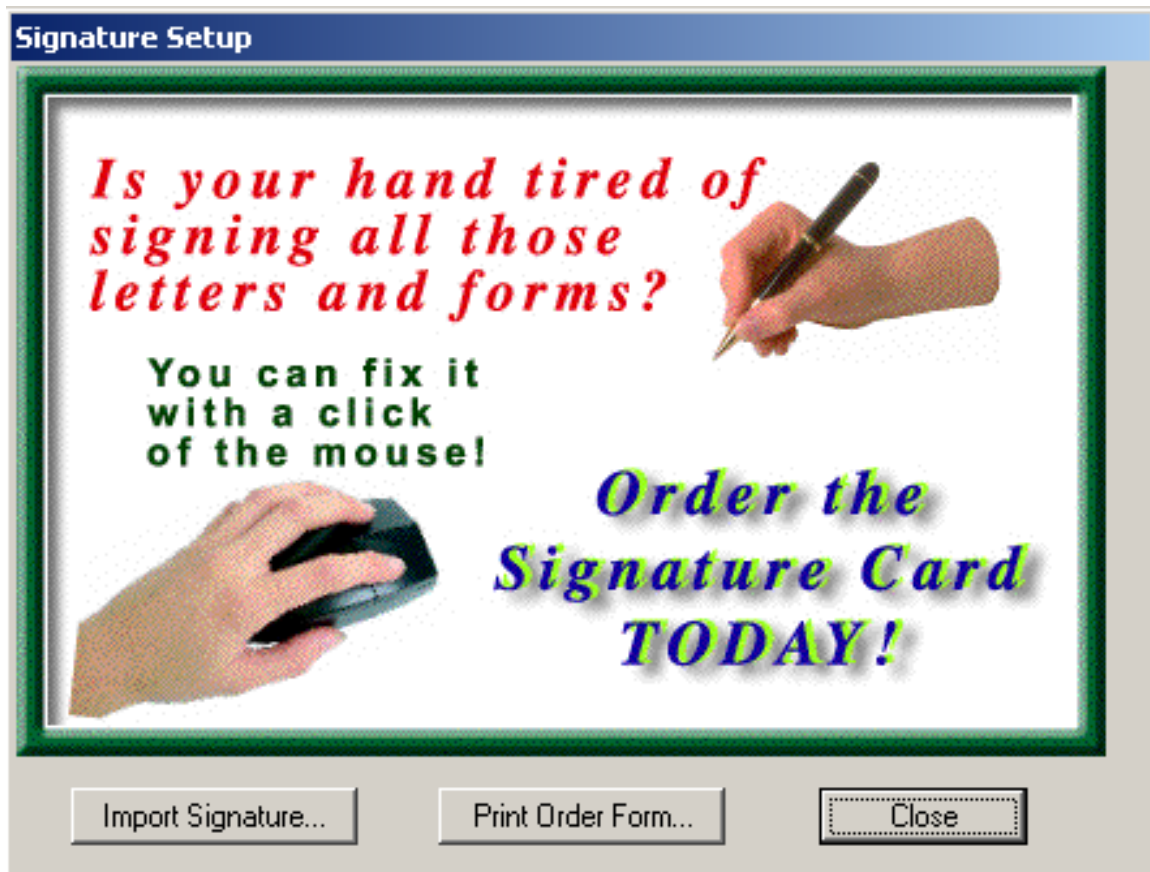 Signature Setup
Is your hand tired of
signing all those
letters and forms?
You can fix it
with a click
of the mouse!
Order the
Signature Card
TODAY!
Import Signature...
Print Order Form...
Close